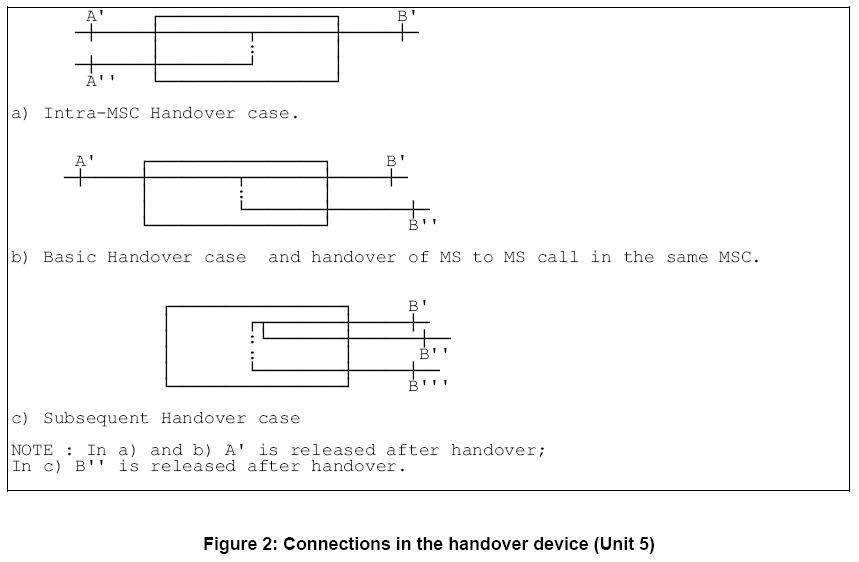 A' B'
A''
a) Intra-MSC Handover case.
A' B'
B''
b) Basic Handover case and handover of MS to MS call in the same MSC.
B'
B''
B'''
c) Subsequent Handover case
NOTE : In a) and b) A' is released after handover;
In c) B'' is released after handover.
Figure 2: Connections in the handover device (Unit 5)